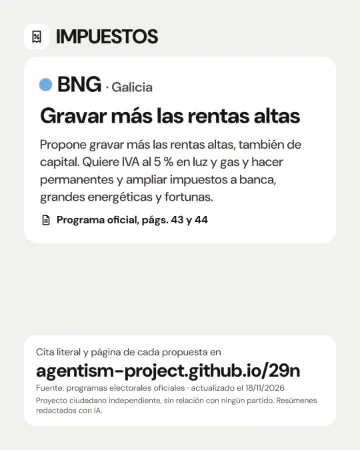 IMPUESTOS
BNG · Galicia
Gravar más las rentas altas
Propone gravar más las rentas altas, también de
capital. Quiere IVA al 5 % en luz y gas y hacer
permanentes y ampliar impuestos a banca,
grandes energéticas y fortunas.
Programa oficial, págs. 43 y 44
Cita literal y página de cada propuesta en
agentism-project.github.io/29n
Fuente: programas electorales oficiales · actualizado el 18/11/2026
Proyecto ciudadano independiente, sin relación con ningún partido. Resúmenes
redactados con IA.